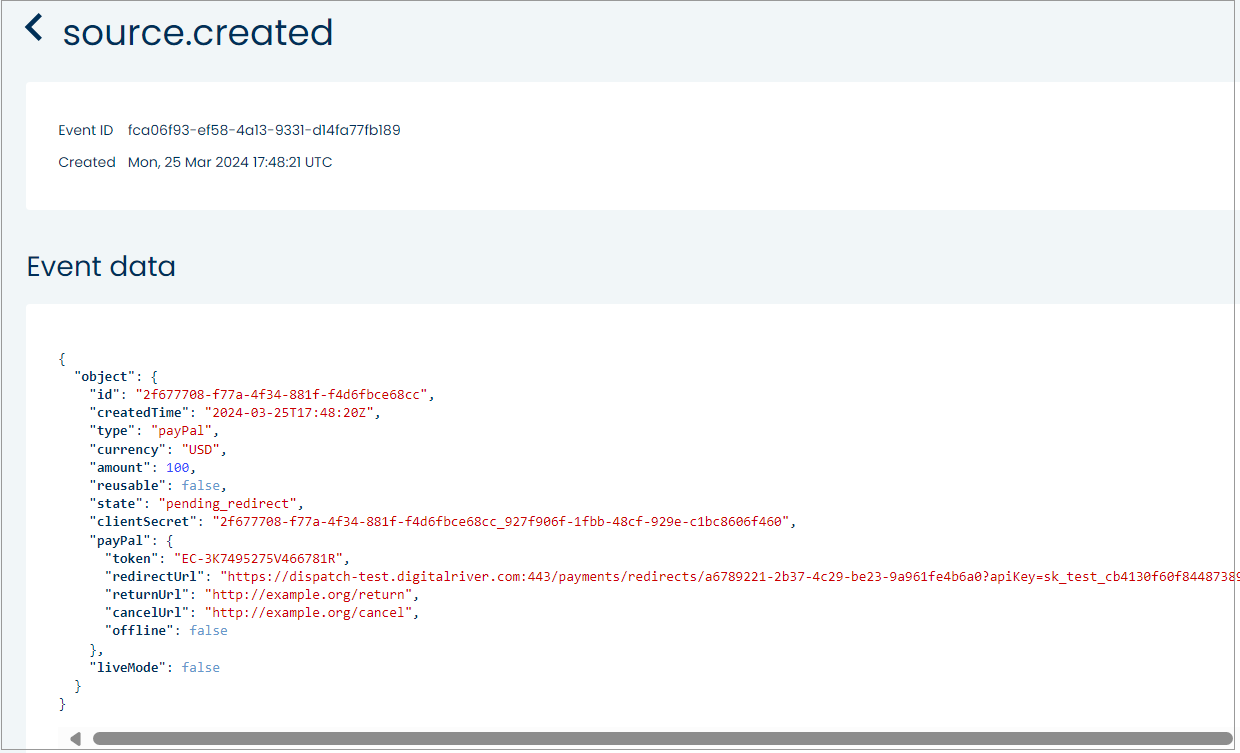 source.created
Event ID fca06f93-ef58-4a13-9331-d14fa77fb189
Created Mon, 25 Mar 2024 17:48:21 UTC
Event data
{
"object": {
"id": "2f677708-f77a-4f34-881f-f4d6fbce68cc",
"createdTime": "2024-03-25T17:48:20Z",
"type": "payPal",
"currency": "USD",
"amount": 100,
"reusable": false,
"state": "pending_redirect",
"clientSecret": "2f677708-f77a-4f34-881f-f4d6fbce68cc_927f906f-1fbb-48cf-929e-c1bc8606f460",
"payPal": {
"token": "EC-3K7495275V466781R",
"redirectUrl": "https://dispatch-test.digitalriver.com:443/payments/redirects/a6789221-2b37-4c29-be23-9a961fe4b6a0?apiKey=sk_test_cb4130f60f84487389
"returnUrl": "http://example.org/return",
"cancelUrl": "http://example.org/cancel",
"offline": false
},
"liveMode": false
}
}